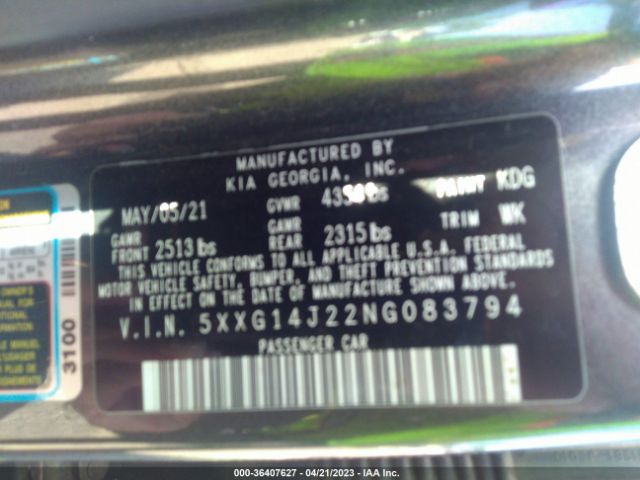 MANUFACTURED BY
KIA GEORGIA, INC.
MAY/05/21 GVWR PAINT KDG
GAWR FRONT 2513 lbs GAWR REAR 2315 lbs TRIM WK
THIS VEHICLE CONFORMS TO ALL APPLICABLE U.S.A. FEDERAL
MOTOR VEHICLE SAFETY, BUMPER, AND THEFT PREVENTION STANDARDS
IN EFFECT ON THE DATE OF MANUFACTURE SHOWN ABOVE.
V.I.N. 5XXG14J22NG083794
PASSENGER CAR
3100
000-36407627 - 04/21/2023 - IAA Inc.